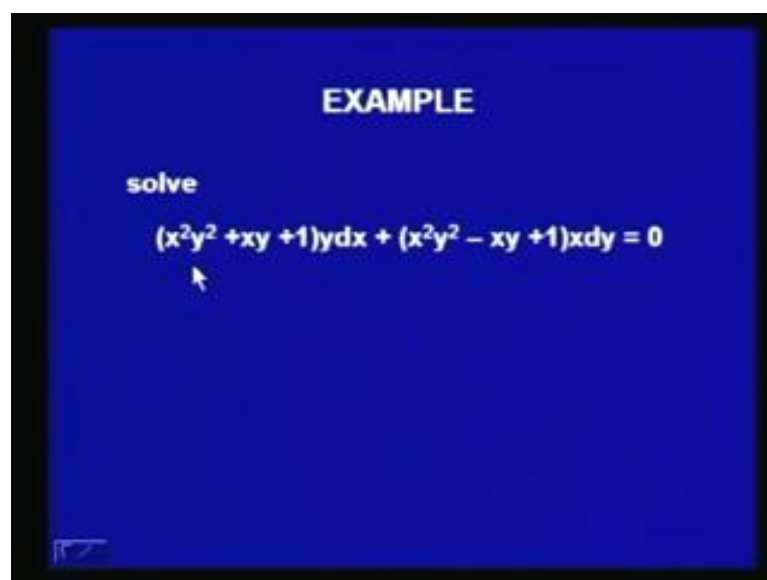 EXAMPLE
solve
(x²y² +xy +1)ydx + (x²y² – xy +1)xdy = 0